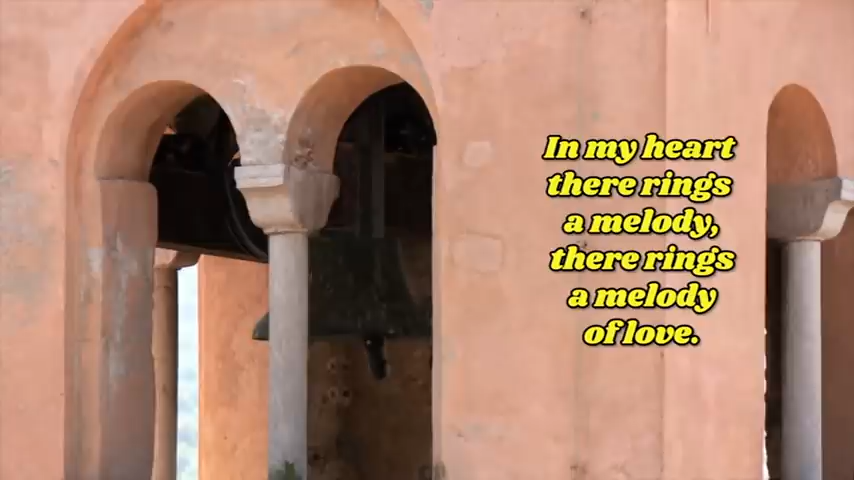 In my heart
there rings
a melody,
there rings
a melody
of love.